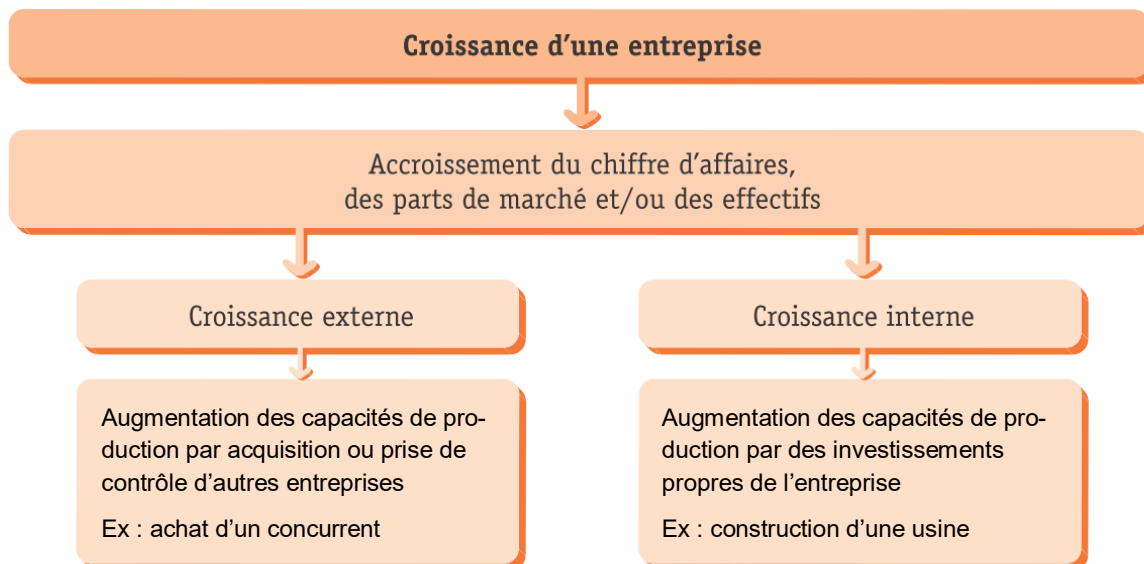 Croissance d’une entreprise
Accroissement du chiffre d’affaires,
des parts de marché et/ou des effectifs
Croissance externe
Croissance interne
Augmentation des capacités de pro-
duction par acquisition ou prise de
contrôle d’autres entreprises
Ex : achat d’un concurrent
Augmentation des capacités de pro-
duction par des investissements
propres de l’entreprise
Ex : construction d’une usine